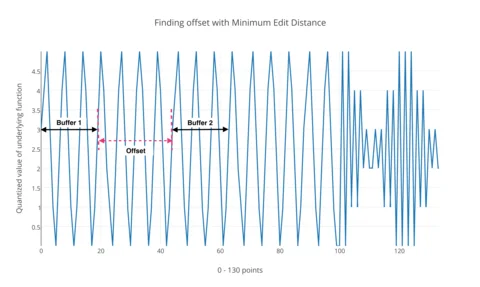 Finding offset with Minimum Edit Distance
Quantized value of underlying function
4.5
4
3.5
3
2.5
2
1.5
1
0.5
Buffer 1
Buffer 2
Offset
0
20
40
60
80
100
120
0 - 130 points